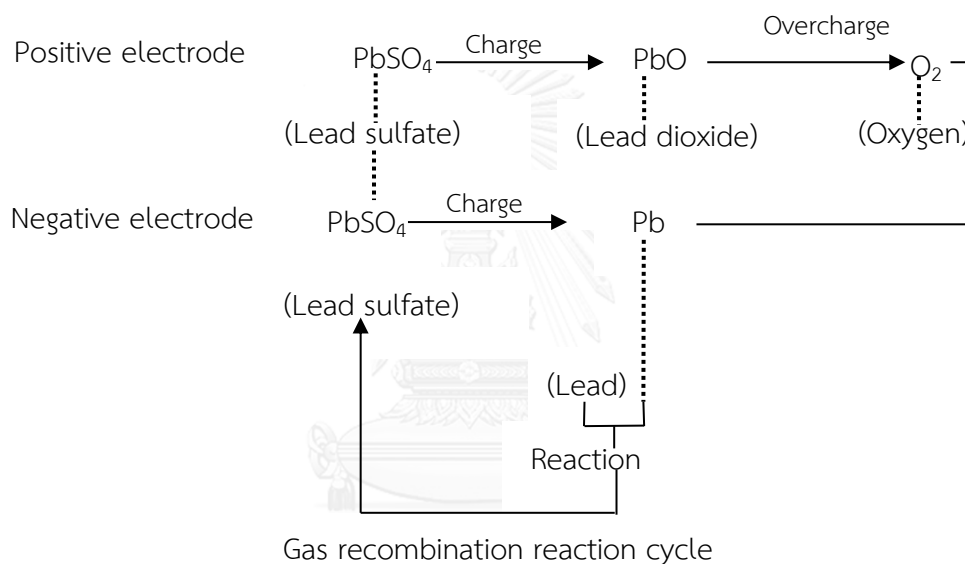 Overcharge
Positive electrode PbSO₄ Charge PbO O₂
(Lead sulfate) (Lead dioxide) (Oxygen)
Negative electrode PbSO₄ Charge Pb
(Lead sulfate)
(Lead)
Reaction
Gas recombination reaction cycle